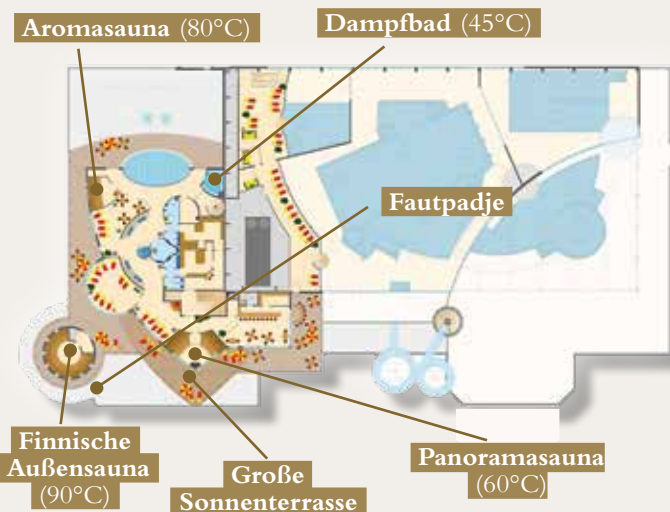 Aromasauna (80°C)
Dampfbad (45°C)
Fautpadje
Finnische
Außensauna
(90°C)
Große
Sonnenterrasse
Panoramasauna
(60°C)